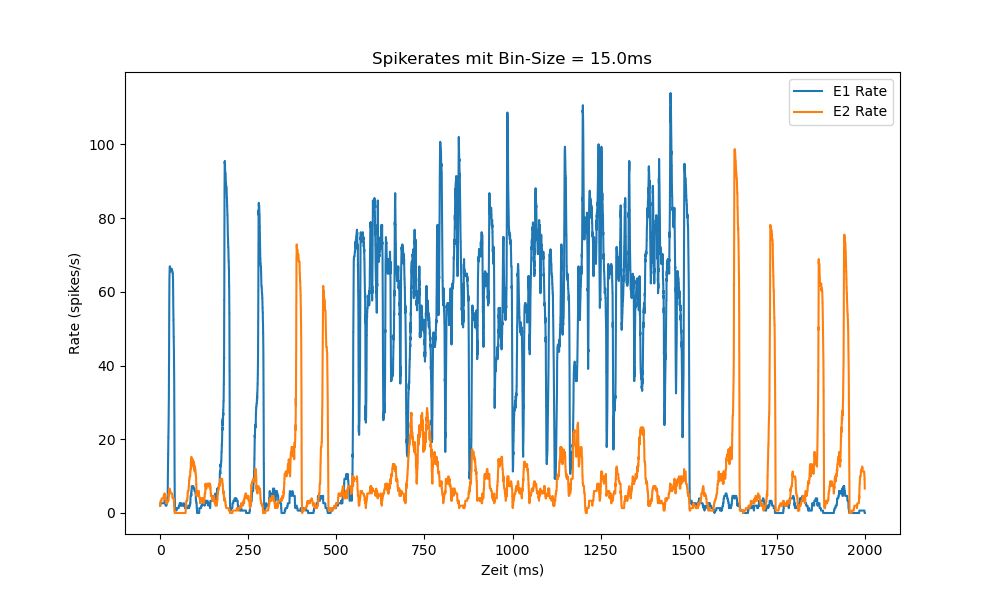 Spikerates mit Bin-Size = 15.0ms
E1 Rate
E2 Rate
Rate (spikes/s)
100
80
60
40
20
0
0 250 500 750 1000 1250 1500 1750 2000
Zeit (ms)